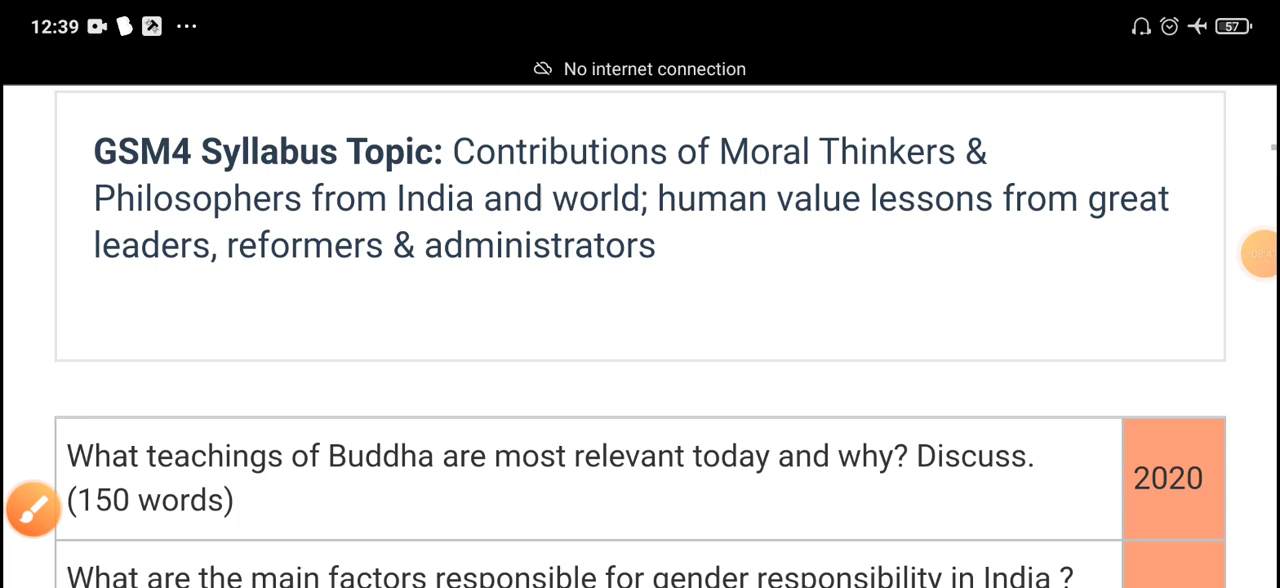 12:39
57
No internet connection
GSM4 Syllabus Topic: Contributions of Moral Thinkers &
Philosophers from India and world; human value lessons from great
leaders, reformers & administrators
What teachings of Buddha are most relevant today and why? Discuss.
(150 words)
2020
What are the main factors responsible for gender responsibility in India ?